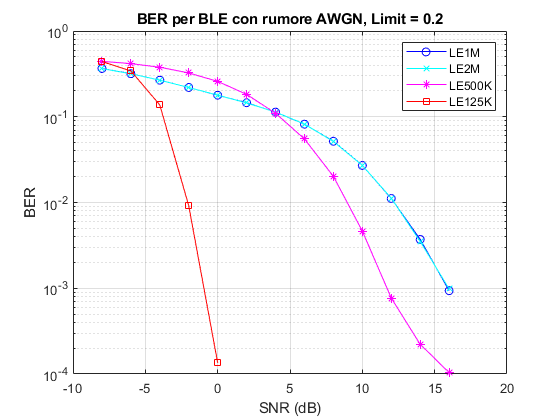 BER per BLE con rumore AWGN, Limit = 0.2
LE1M
LE2M
LE500K
LE125K
BER
10^0
10^-1
10^-2
10^-3
10^-4
-10
-5
0
5
10
15
20
SNR (dB)